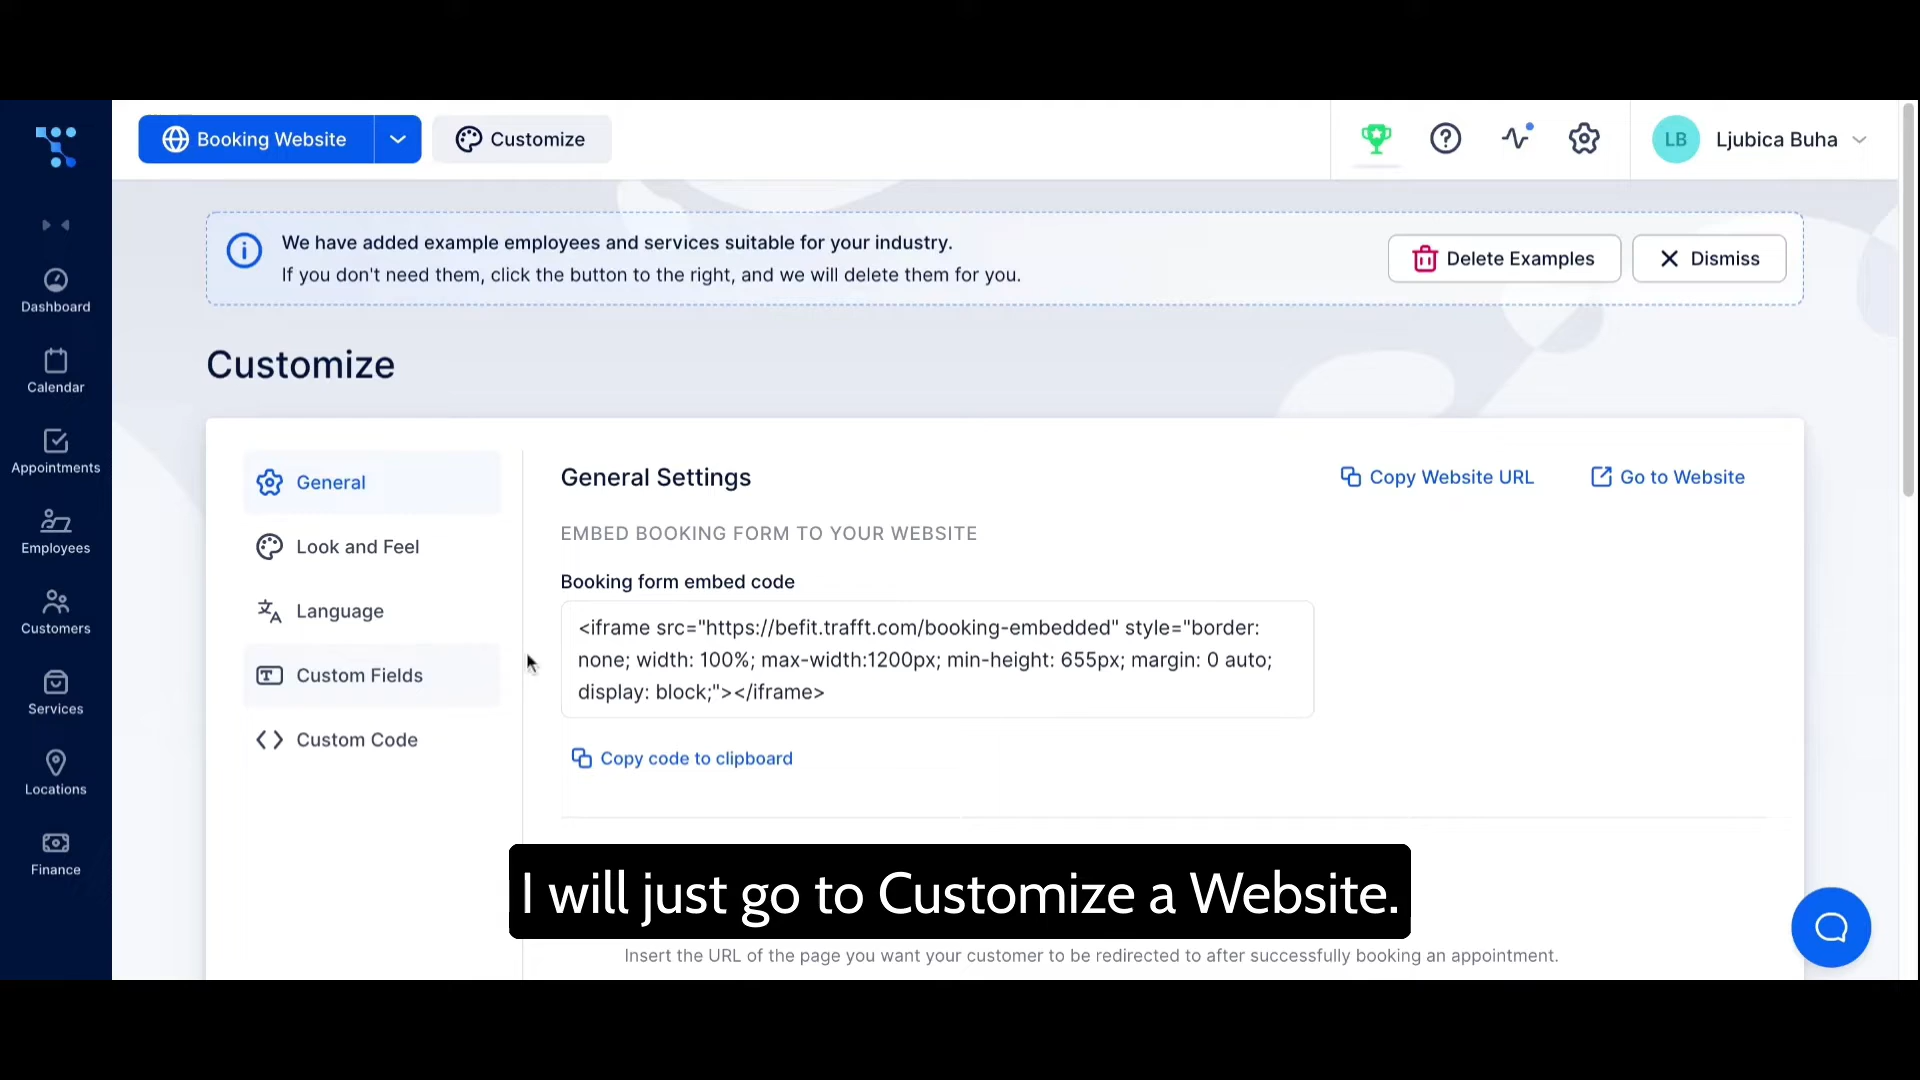 Booking Website
Customize
LB
Ljubica Buha
We have added example employees and services suitable for your industry.
If you don't need them, click the button to the right, and we will delete them for you.
Delete Examples
Dismiss
Dashboard
Calendar
Appointments
Employees
Customers
Services
Locations
Finance
Customize
General
Look and Feel
Language
Custom Fields
Custom Code
General Settings
Copy Website URL
Go to Website
EMBED BOOKING FORM TO YOUR WEBSITE
Booking form embed code
<iframe src="https://befit.trafft.com/booking-embedded" style="border:
none; width: 100%; max-width:1200px; min-height: 655px; margin: 0 auto;
display: block;"></iframe>
Copy code to clipboard
I will just go to Customize a Website.
Insert the URL of the page you want your customer to be redirected to after successfully booking an appointment.